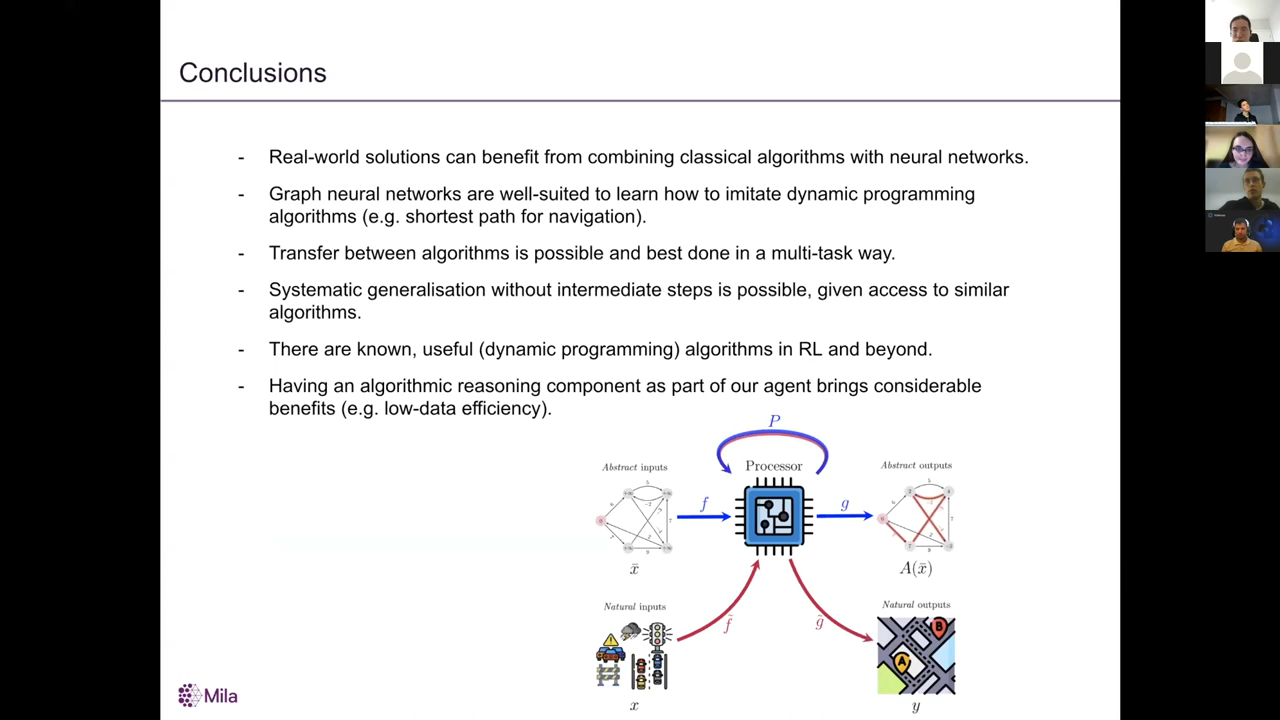 Conclusions
- Real-world solutions can benefit from combining classical algorithms with neural networks.
- Graph neural networks are well-suited to learn how to imitate dynamic programming
algorithms (e.g. shortest path for navigation).
- Transfer between algorithms is possible and best done in a multi-task way.
- Systematic generalisation without intermediate steps is possible, given access to similar
algorithms.
- There are known, useful (dynamic programming) algorithms in RL and beyond.
- Having an algorithmic reasoning component as part of our agent brings considerable
benefits (e.g. low-data efficiency).
P
Abstract inputs
Processor
Abstract outputs
f
g
x̄
A(x̄)
Natural inputs
Natural outputs
f̃
g̃
B
A
x
y
Mila